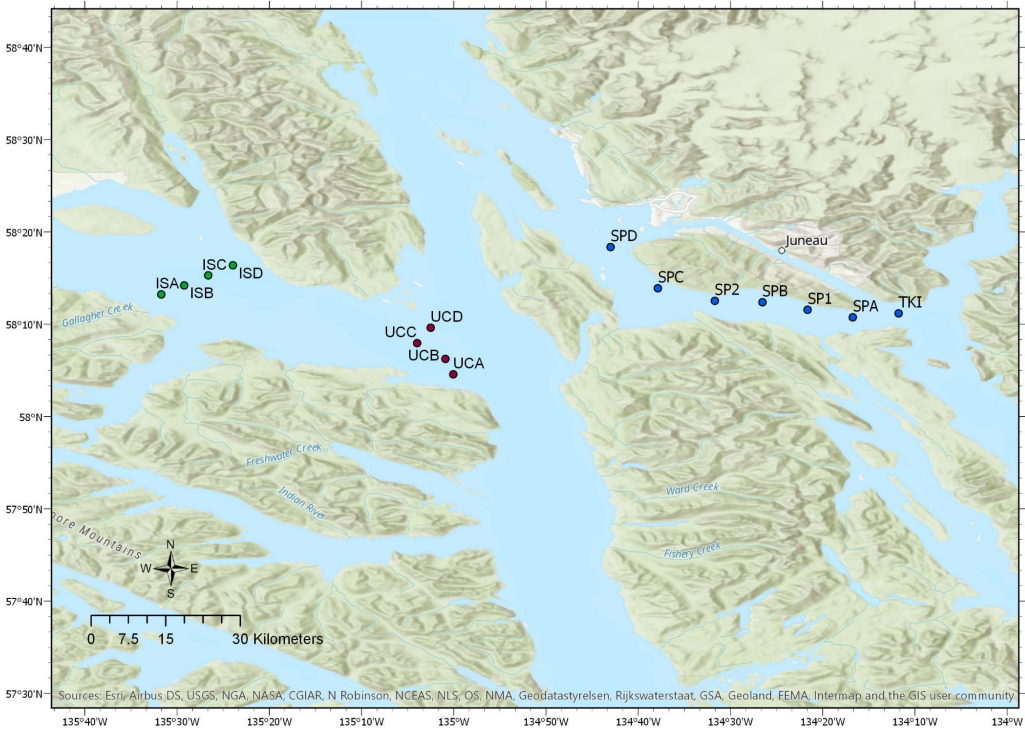 58°40'N
58°30'N
58°20'N
58°10'N
58°N
57°50'N
57°40'N
57°30'N
SPD
Juneau
SPC
SP2
SPB
SP1
SPA
TKI
ISC
ISD
ISA
ISB
Gallagher Creek
UCD
UCC
UCB
UCA
Freshwater Creek
Indian River
Ward Creek
Fishery Creek
Mountains
N
W E
S
0 7.5 15 30 Kilometers
Sources: Esri, Airbus DS, USGS, NGA, NASA, CGIAR, N Robinson, NCEAS, NLS, OS, NMA, Geodatastyrelsen, Rijkswaterstaat, GSA, Geoland, FEMA, Intermap and the GIS user community
135°40'W 135°30'W 135°20'W 135°10'W 135°W 134°50'W 134°40'W 134°30'W 134°20'W 134°10'W 134°W